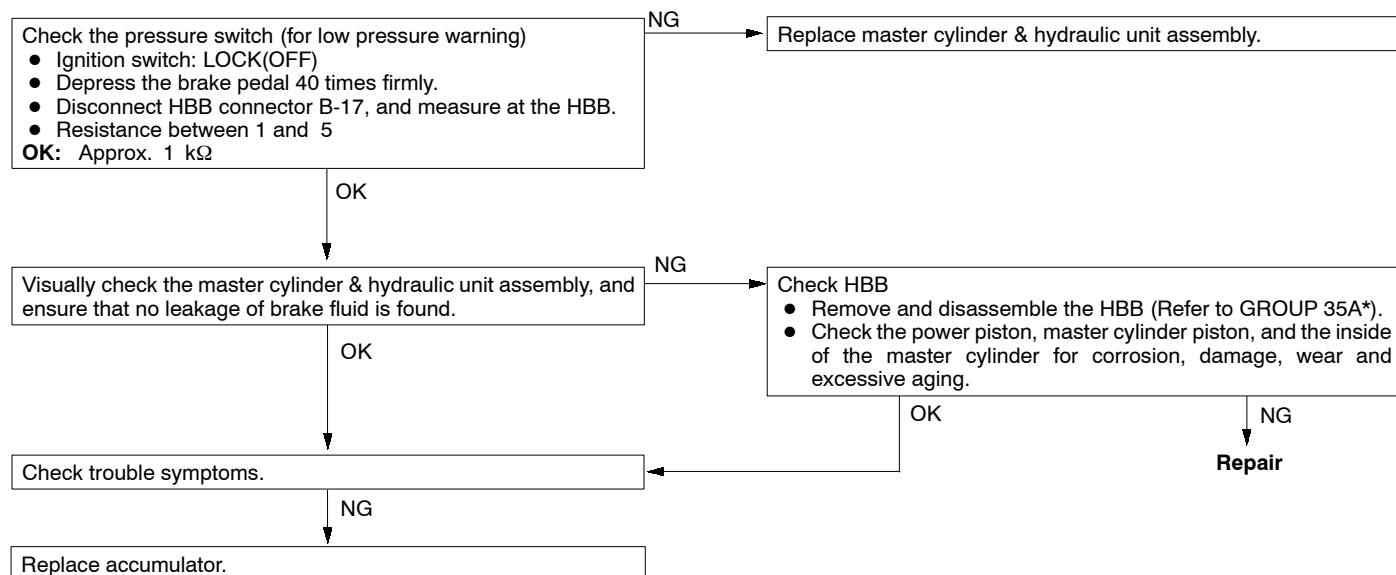 Check the pressure switch (for low pressure warning)
● Ignition switch: LOCK(OFF)
● Depress the brake pedal 40 times firmly.
● Disconnect HBB connector B-17, and measure at the HBB.
● Resistance between 1 and 5
OK: Approx. 1 kΩ
NG
Replace master cylinder & hydraulic unit assembly.
OK
Visually check the master cylinder & hydraulic unit assembly, and
ensure that no leakage of brake fluid is found.
NG
Check HBB
● Remove and disassemble the HBB (Refer to GROUP 35A*).
● Check the power piston, master cylinder piston, and the inside
of the master cylinder for corrosion, damage, wear and
excessive aging.
OK
OK
NG
Repair
Check trouble symptoms.
NG
Replace accumulator.